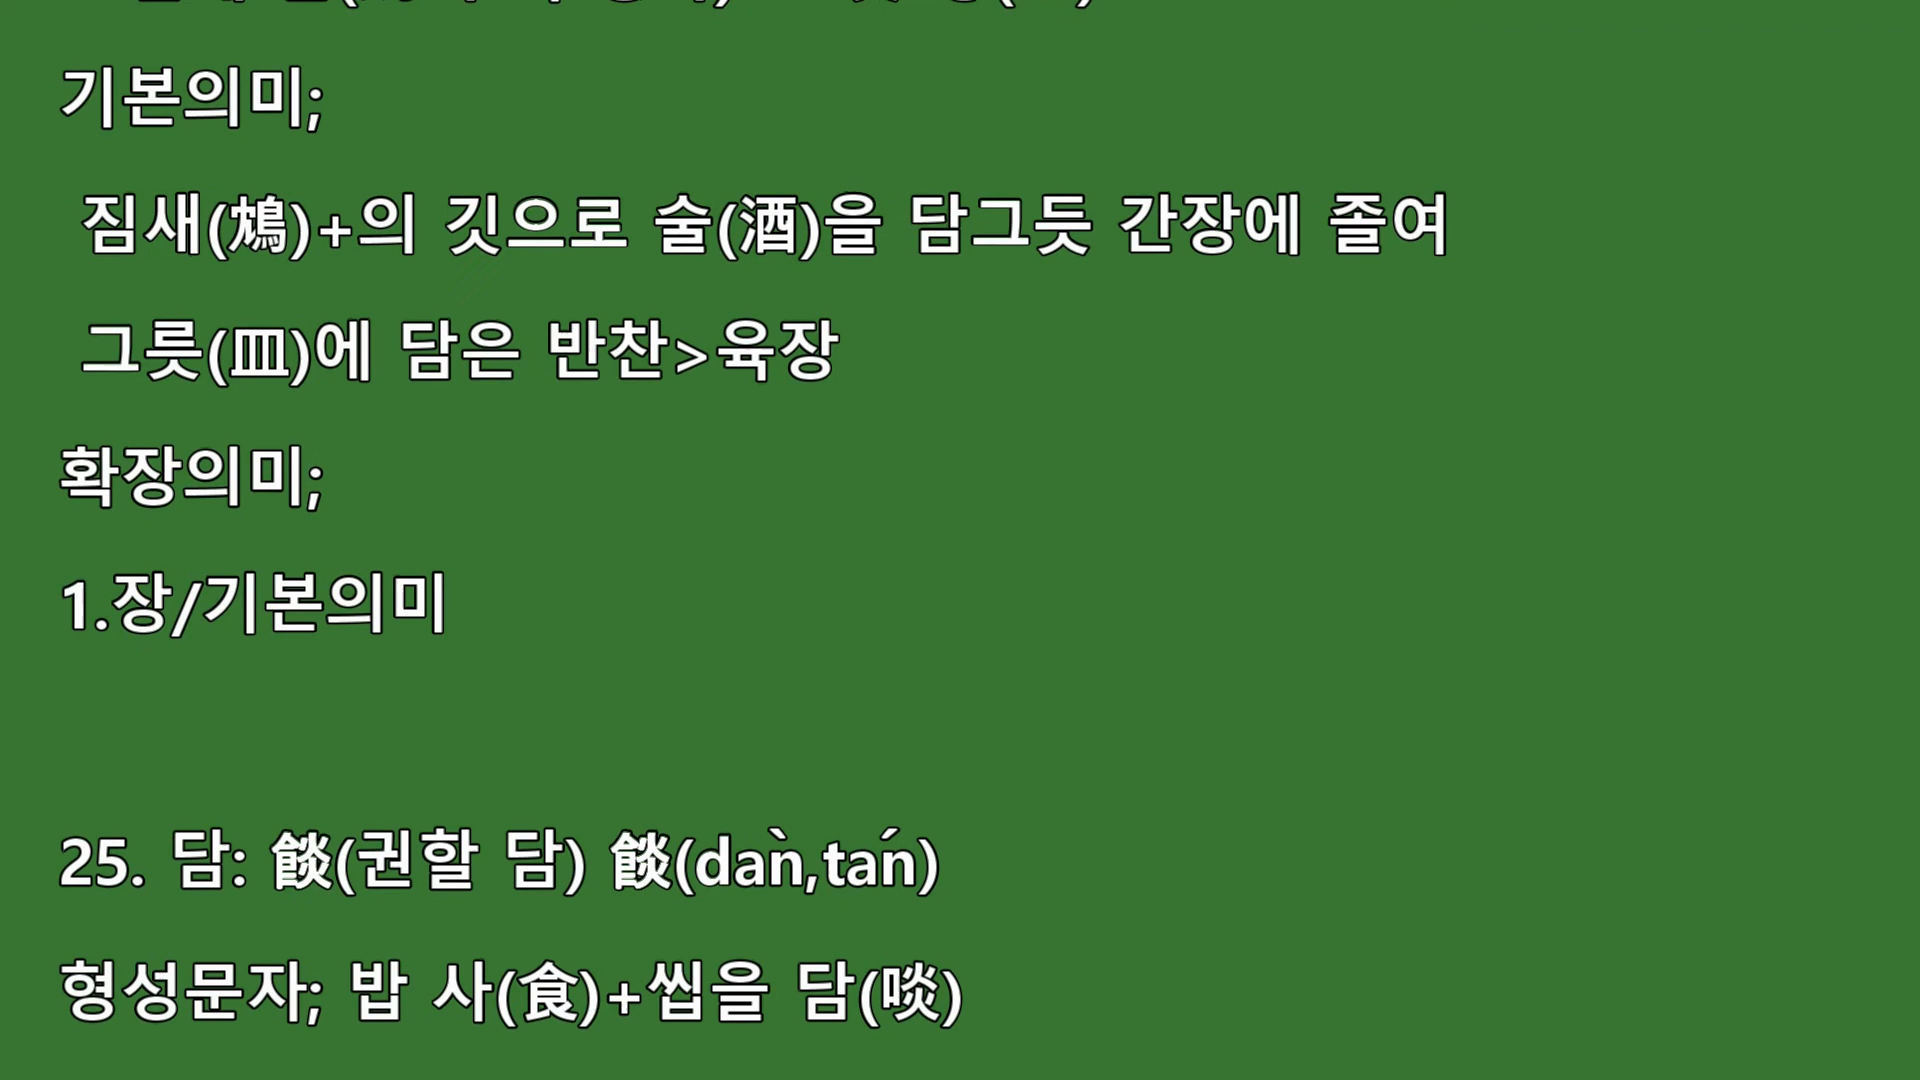 기본의미;
짐새(鴆)+의 깃으로 술(酒)을 담그듯 간장에 졸여
그릇(皿)에 담은 반찬>육장
확장의미;
1.장/기본의미
25. 담: 餤(권할 담) 餤(dàn,tán)
형성문자; 밥 사(食)+씹을 담(啖)